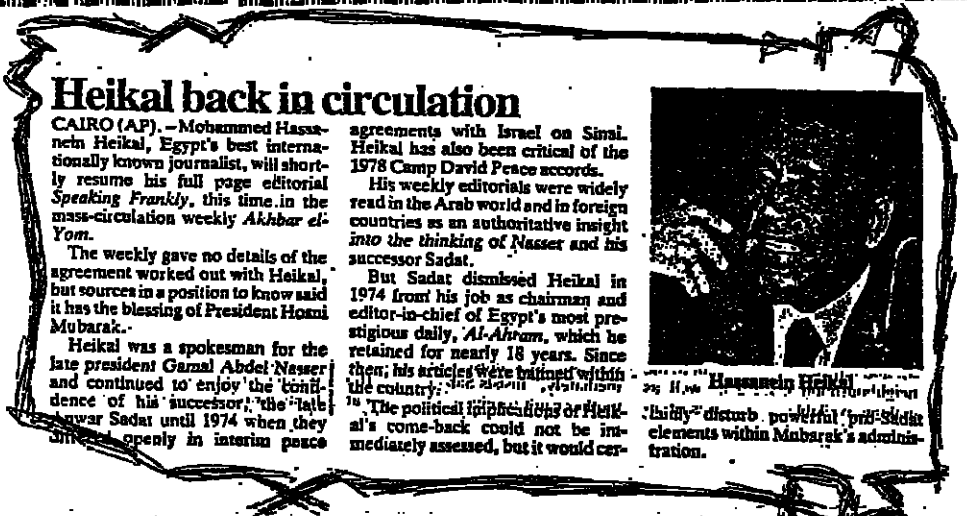 Heikal back in circulation
CAIRO (AP). – Mohammed Hassa-
nein Heikal, Egypt's best interna-
tionally known journalist, will short-
ly resume his full page editorial
Speaking Frankly, this time in the
mass-circulation weekly Akhbar el-
Yom.
The weekly gave no details of the
agreement worked out with Heikal,
but sources in a position to know said
it has the blessing of President Hosni
Mubarak.
Heikal was a spokesman for the
late president Gamal Abdel Nasser
and continued to enjoy the confi-
dence of his successor, the late
Anwar Sadat until 1974 when they
openly in interim peace
agreements with Israel on Sinai.
Heikal has also been critical of the
1978 Camp David Peace accords.
His weekly editorials were widely
read in the Arab world and in foreign
countries as an authoritative insight
into the thinking of Nasser and his
successor Sadat.
But Sadat dismissed Heikal in
1974 from his job as chairman and
editor-in-chief of Egypt's most pre-
stigious daily, Al-Ahram, which he
retained for nearly 18 years. Since
then, his articles were banned within
the country.
The political implications of Heik-
al's come-back could not be im-
mediately assessed, but it would cer-
Hassanein Heikal
tainly disturb powerful pro-Sadat
elements within Mubarak's adminis-
tration.